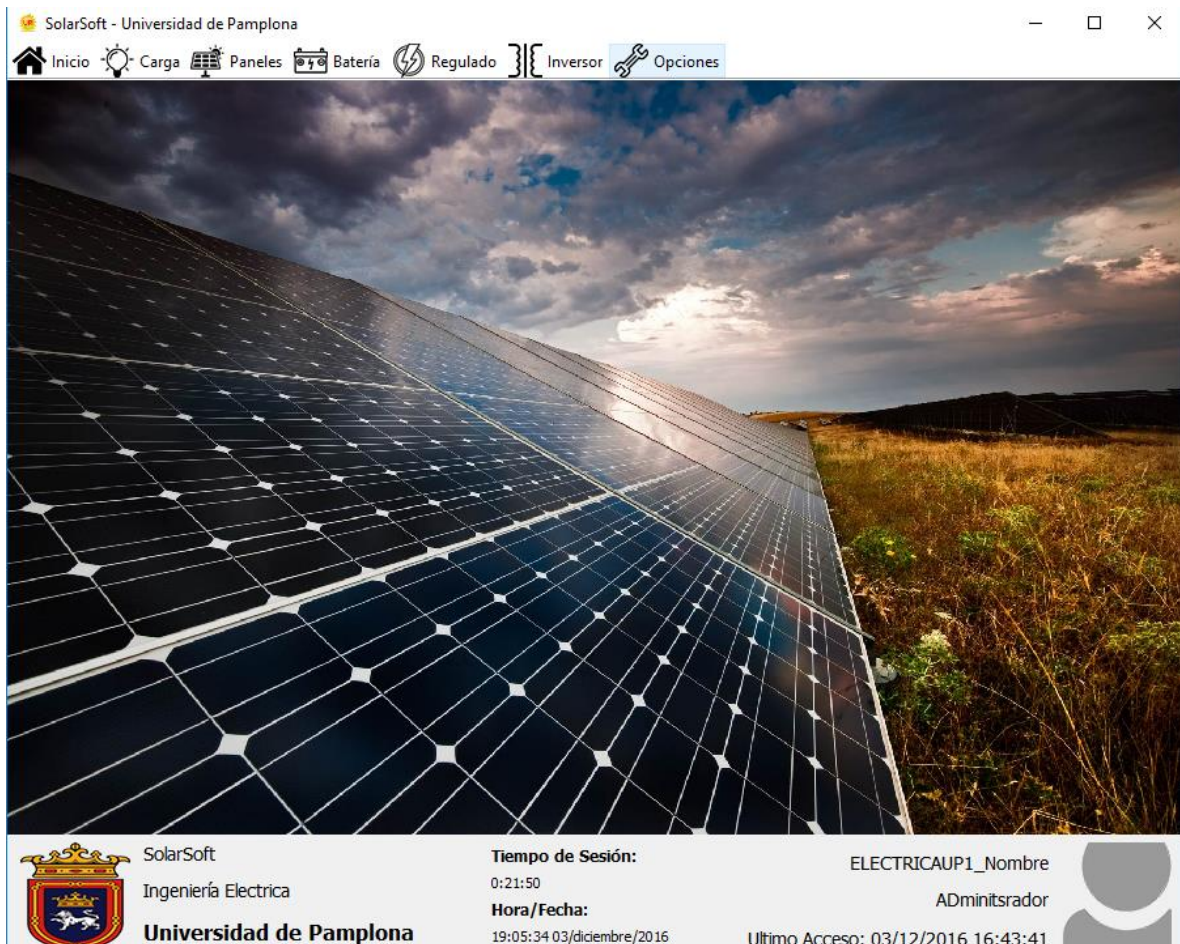 SolarSoft - Universidad de Pamplona
Inicio Carga Paneles Batería Regulado Inversor Opciones
SolarSoft
Ingeniería Electrica
Universidad de Pamplona
Tiempo de Sesión:
0:21:50
Hora/Fecha:
19:05:34 03/diciembre/2016
ELECTRICAUP1_Nombre
ADminitsrador
Ultimo Acceso: 03/12/2016 16:43:41